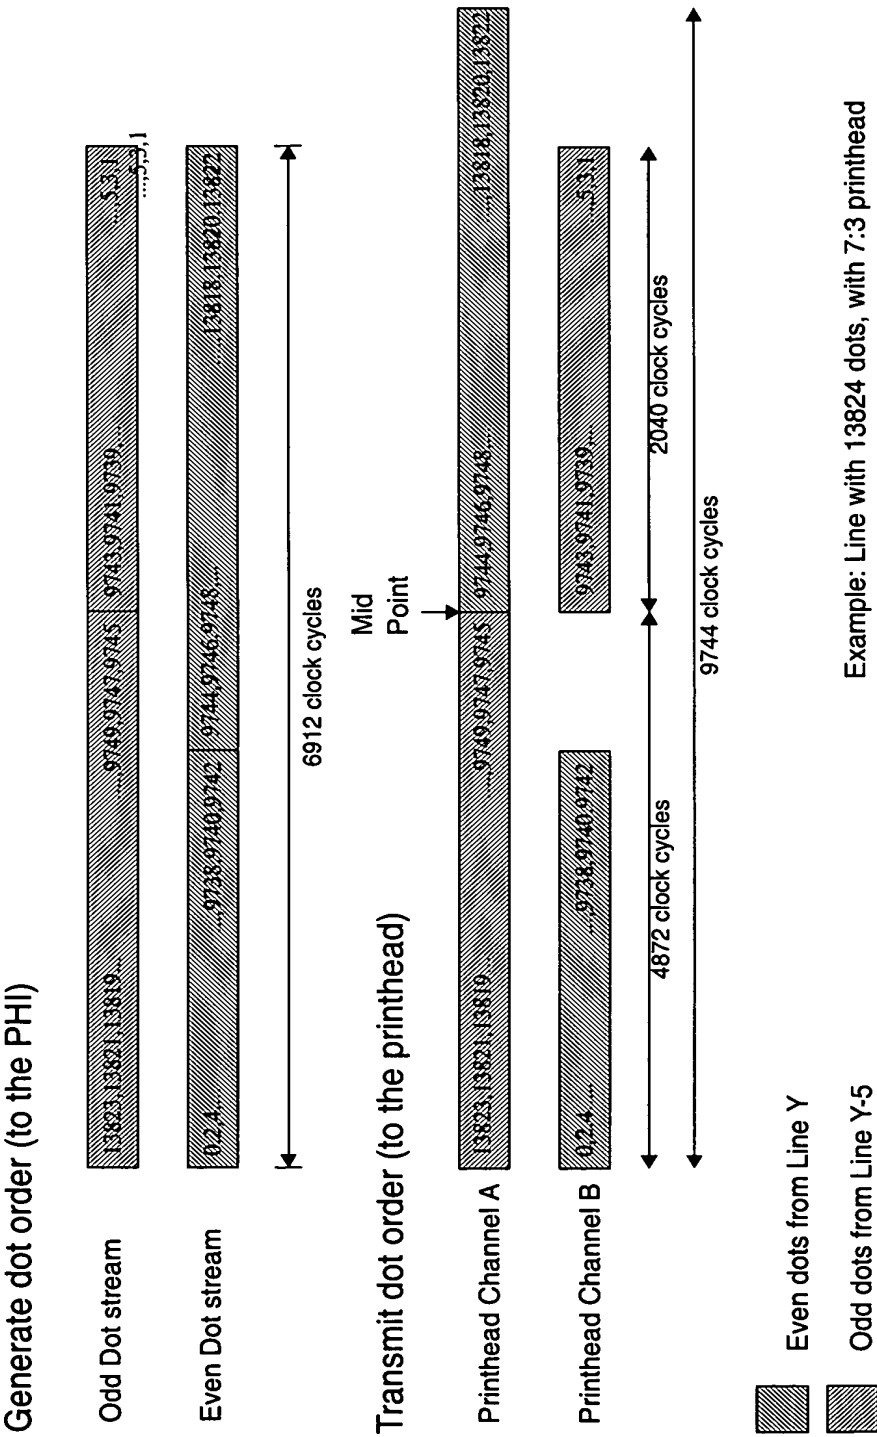 Generate dot order (to the PHI)
Odd Dot stream
13823,13821,13819...
...,9749,9747,9745
9743,9741,9739,...
...,5,3,1
...,5,3,1
Even Dot stream
0,2,4,...
...,9738,9740,9742
9744,9746,9748,...
...,13818,13820,13822
6912 clock cycles
Transmit dot order (to the printhead)
Mid
Point
Printhead Channel A
13823,13821,13819...
...,9749,9747,9745
9744,9746,9748...
...,13818,13820,13822
Printhead Channel B
0,2,4....
...,9738,9740,9742
9743,9741,9739,...
...5,3,1
4872 clock cycles
2040 clock cycles
9744 clock cycles
Even dots from Line Y
Odd dots from Line Y-5
Example: Line with 13824 dots, with 7:3 printhead